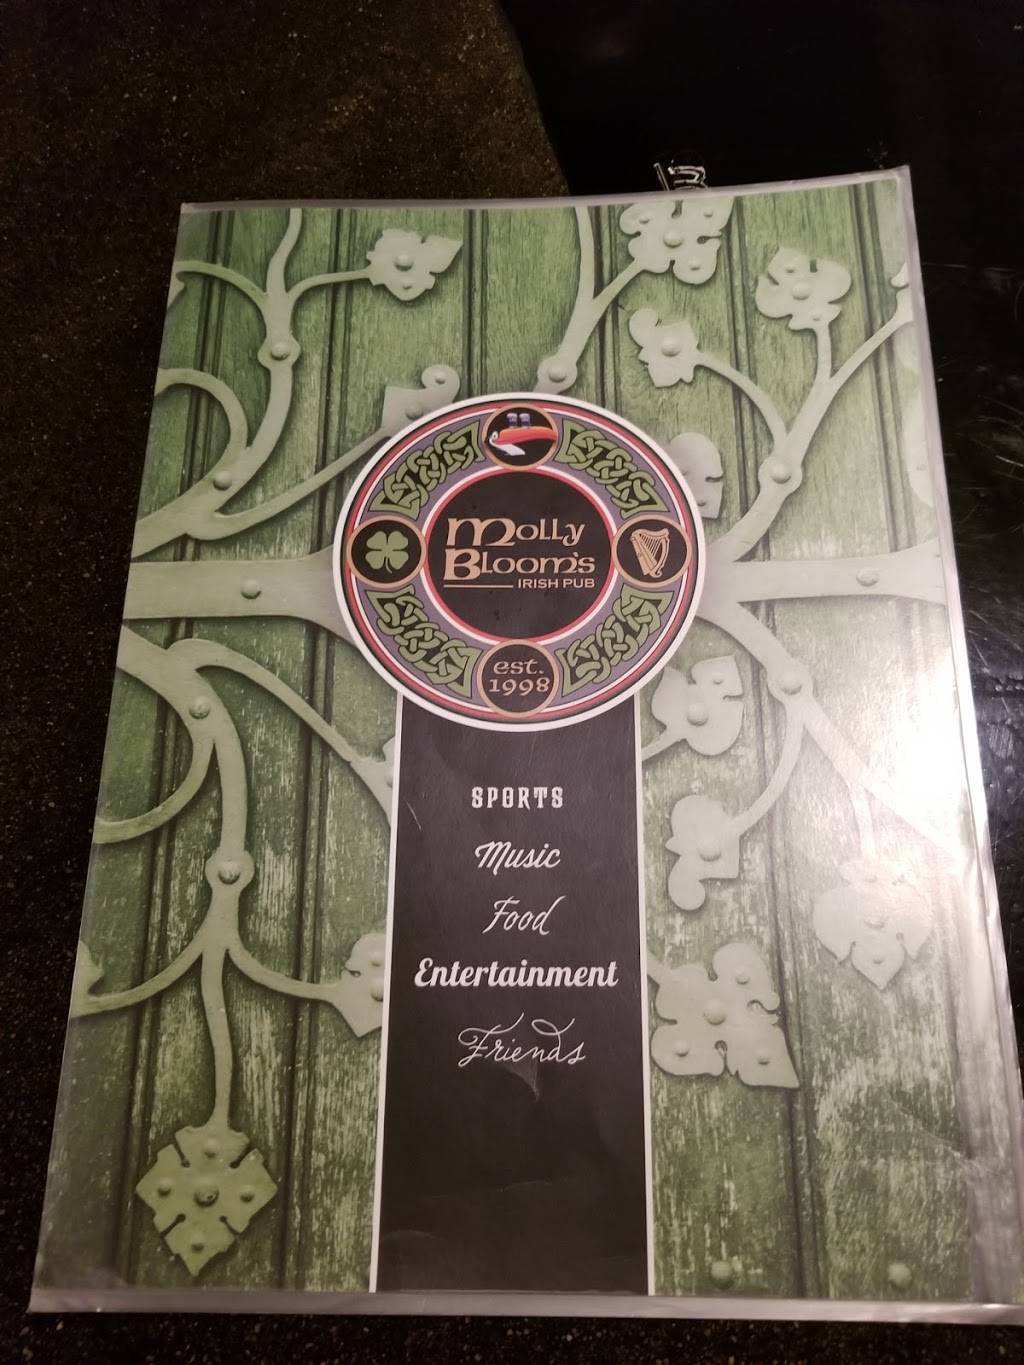 Molly
Bloom's
IRISH PUB
est.
1998
SPORTS
Music
Food
Entertainment
Friends